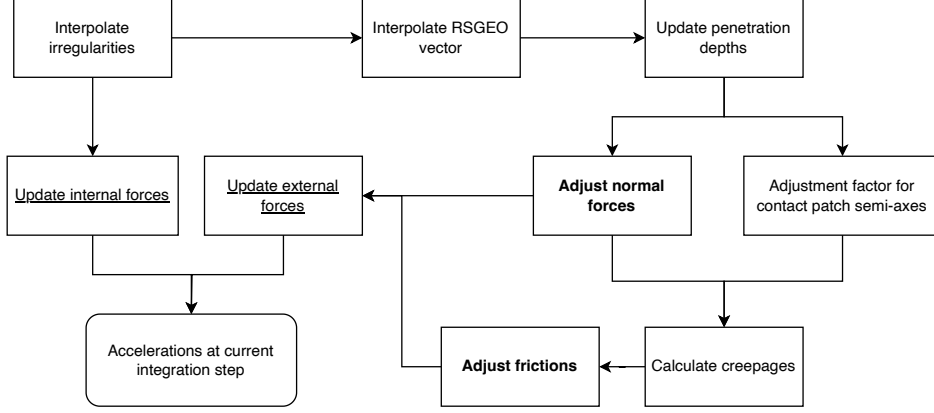 Interpolate
irregularities
Interpolate RSGEO
vector
Update penetration
depths
Update internal forces
Update external
forces
Adjust normal
forces
Adjustment factor for
contact patch semi-axes
Accelerations at current
integration step
Adjust frictions
Calculate creepages